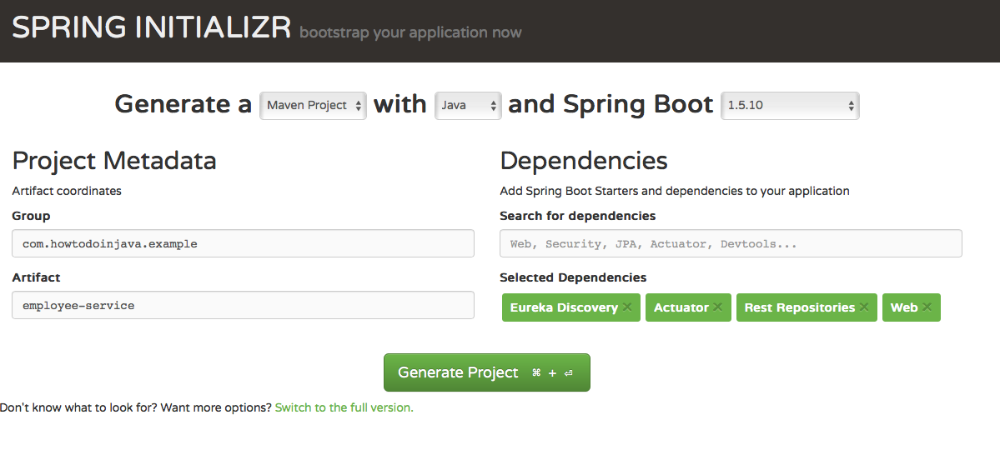 SPRING INITIALIZR bootstrap your application now
Generate a Maven Project with Java and Spring Boot 1.5.10
Project Metadata
Artifact coordinates
Group
com.howtodoinjava.example
Artifact
employee-service
Dependencies
Add Spring Boot Starters and dependencies to your application
Search for dependencies
Web, Security, JPA, Actuator, Devtools...
Selected Dependencies
Eureka Discovery × Actuator × Rest Repositories × Web ×
Generate Project ⌘ + ⏎
Don't know what to look for? Want more options? Switch to the full version.